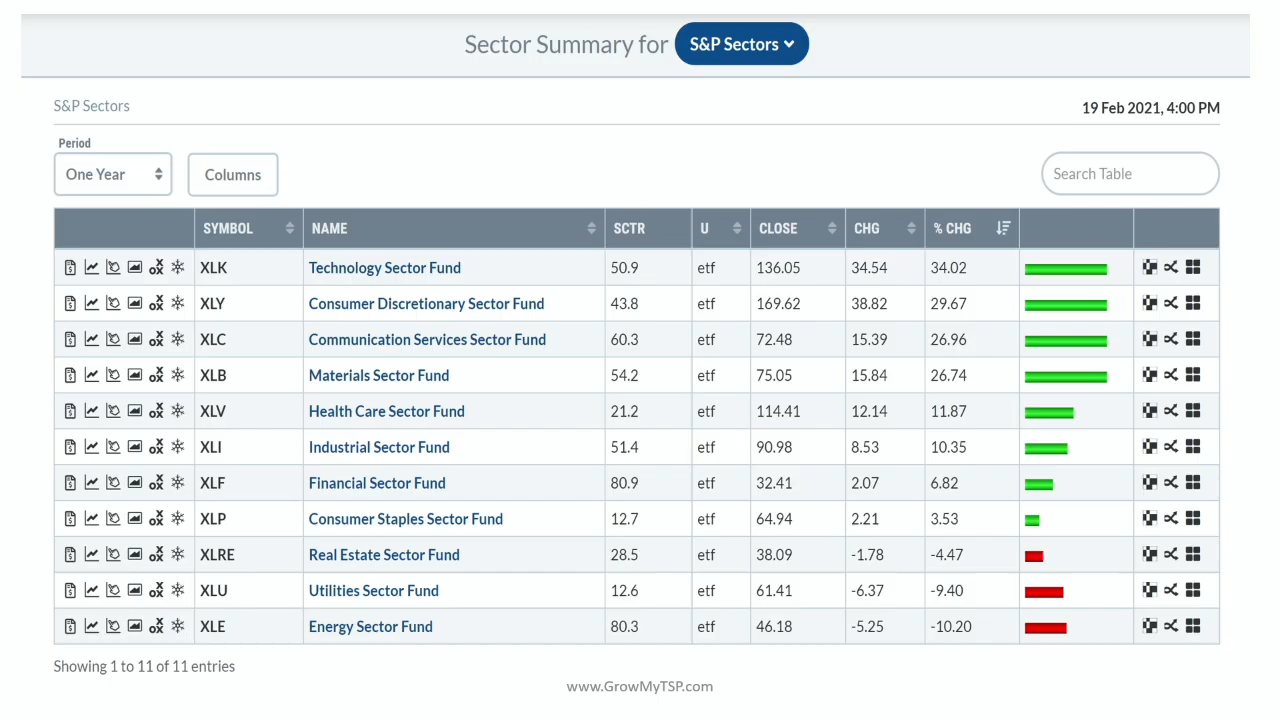 Sector Summary for S&P Sectors
S&P Sectors 19 Feb 2021, 4:00 PM
Period
One Year Columns Search Table
SYMBOL NAME SCTR U CLOSE CHG % CHG
XLK Technology Sector Fund 50.9 etf 136.05 34.54 34.02
XLY Consumer Discretionary Sector Fund 43.8 etf 169.62 38.82 29.67
XLC Communication Services Sector Fund 60.3 etf 72.48 15.39 26.96
XLB Materials Sector Fund 54.2 etf 75.05 15.84 26.74
XLV Health Care Sector Fund 21.2 etf 114.41 12.14 11.87
XLI Industrial Sector Fund 51.4 etf 90.98 8.53 10.35
XLF Financial Sector Fund 80.9 etf 32.41 2.07 6.82
XLP Consumer Staples Sector Fund 12.7 etf 64.94 2.21 3.53
XLRE Real Estate Sector Fund 28.5 etf 38.09 -1.78 -4.47
XLU Utilities Sector Fund 12.6 etf 61.41 -6.37 -9.40
XLE Energy Sector Fund 80.3 etf 46.18 -5.25 -10.20
Showing 1 to 11 of 11 entries
www.GrowMyTSP.com